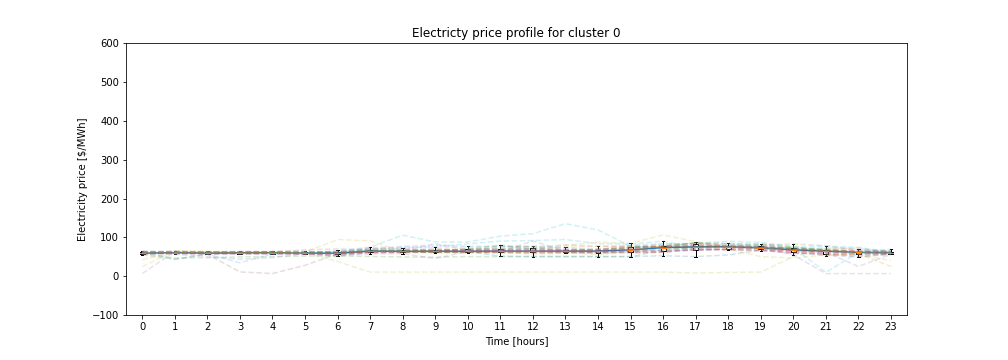 Electricty price profile for cluster 0
Electricity price [$/MWh]
600
500
400
300
200
100
0
−100
0 1 2 3 4 5 6 7 8 9 10 11 12 13 14 15 16 17 18 19 20 21 22 23
Time [hours]